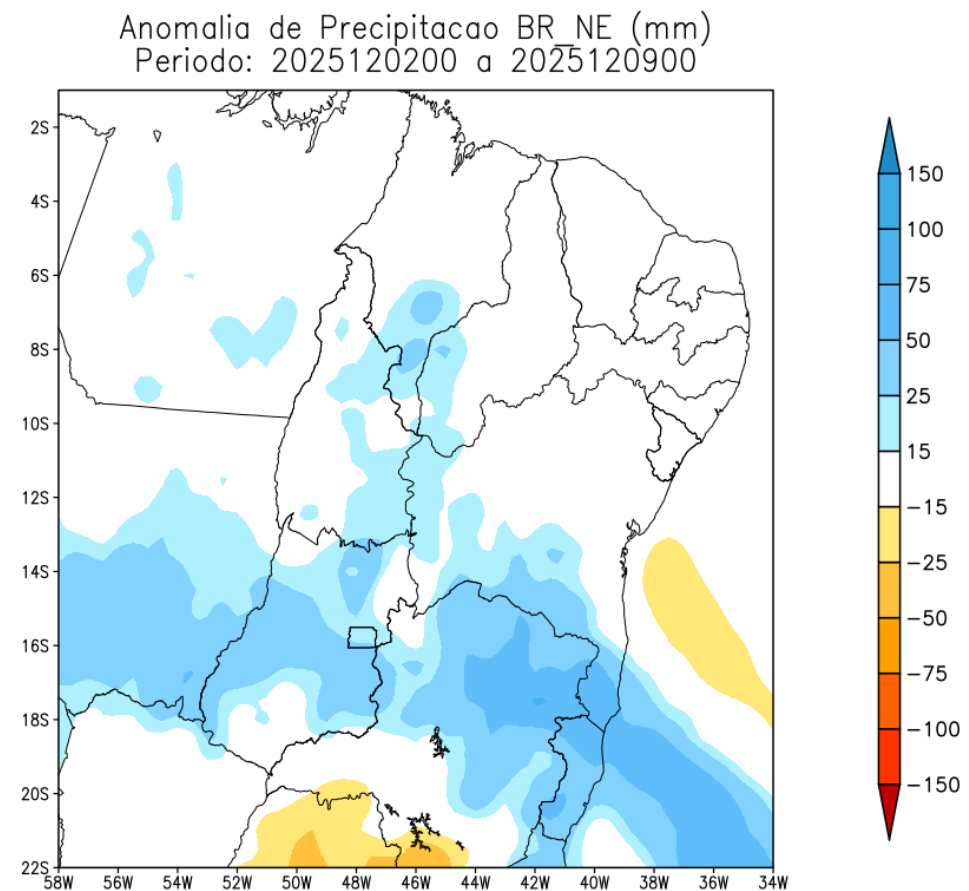 Anomalia de Precipitacao BR_NE (mm)
Periodo: 2025120200 a 2025120900
2S
4S
6S
8S
10S
12S
14S
16S
18S
20S
22S
58W 56W 54W 52W 50W 48W 46W 44W 42W 40W 38W 36W 34W
150
100
75
50
25
15
-15
-25
-50
-75
-100
-150